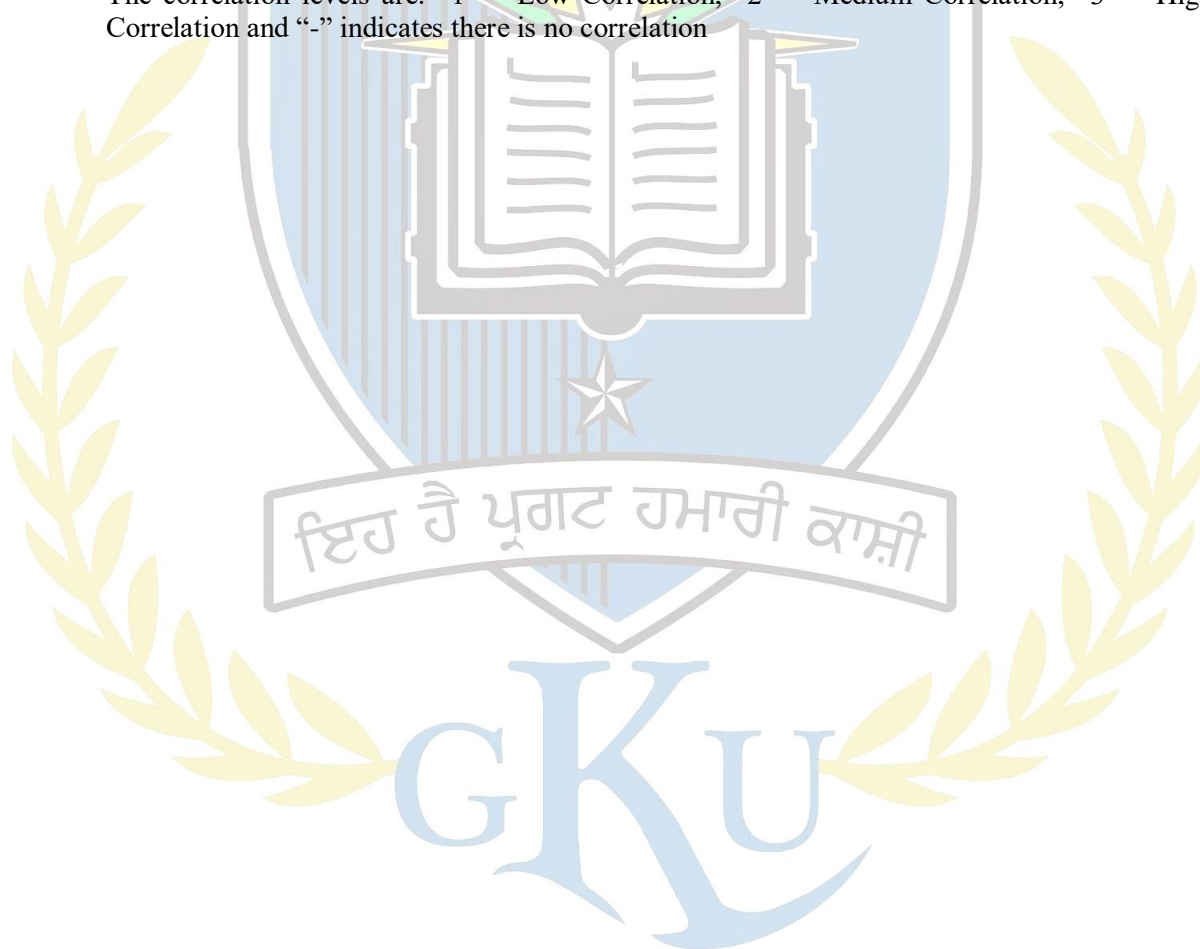 The correlation levels are: "1" – Low Correlation, "2" – Medium Correlation, "3" – High
Correlation and “-” indicates there is no correlation
ਇਹ ਹੈ ਪ੍ਰਗਟ ਹਮਾਰੀ ਕਾਸ਼ੀ
GKU